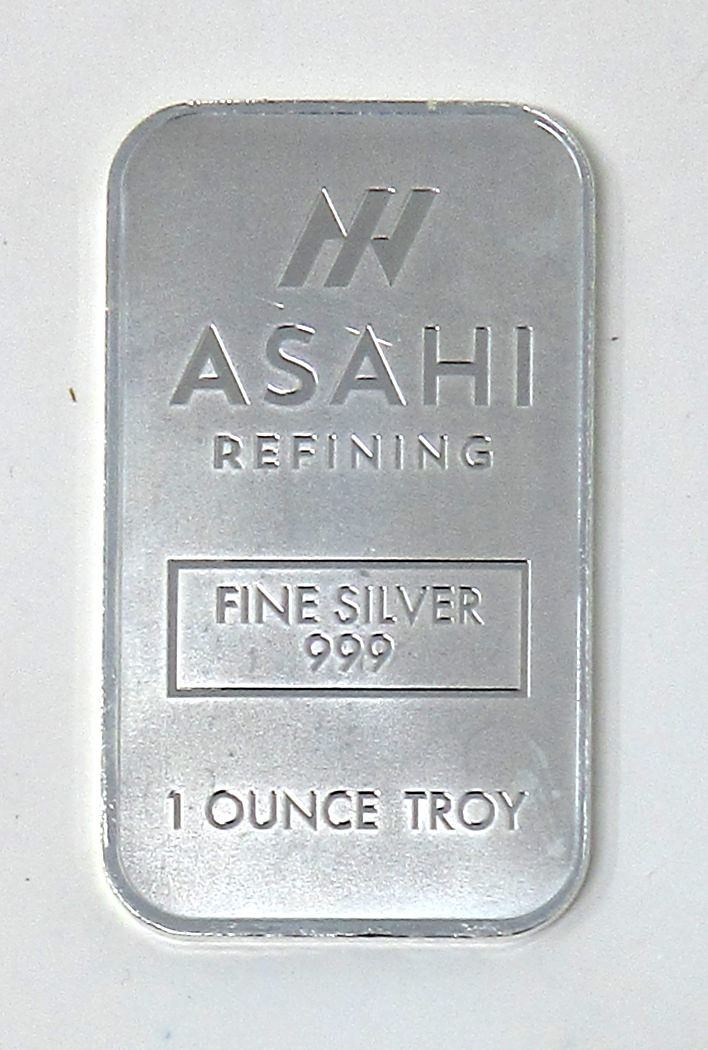 ASAHI
REFINING
FINE SILVER
999
1 OUNCE TROY